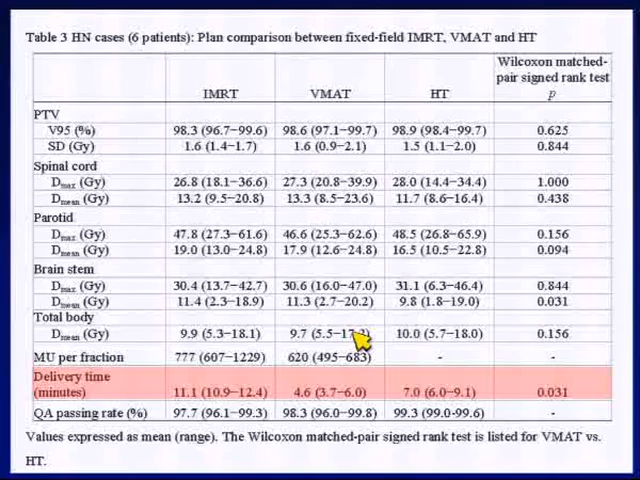 Table 3 HN cases (6 patients): Plan comparison between fixed-field IMRT, VMAT and HT
IMRT VMAT HT Wilcoxon matched-pair signed rank test p
PTV
V95 (%) 98.3 (96.7−99.6) 98.6 (97.1−99.7) 98.9 (98.4−99.7) 0.625
SD (Gy) 1.6 (1.4−1.7) 1.6 (0.9−2.1) 1.5 (1.1−2.0) 0.844
Spinal cord
Dmax (Gy) 26.8 (18.1−36.6) 27.3 (20.8−39.9) 28.0 (14.4−34.4) 1.000
Dmean (Gy) 13.2 (9.5−20.8) 13.3 (8.5−23.6) 11.7 (8.6−16.4) 0.438
Parotid
Dmax (Gy) 47.8 (27.3−61.6) 46.6 (25.3−62.6) 48.5 (26.8−65.9) 0.156
Dmean (Gy) 19.0 (13.0−24.8) 17.9 (12.6−24.8) 16.5 (10.5−22.8) 0.094
Brain stem
Dmax (Gy) 30.4 (13.7−42.7) 30.6 (16.0−47.0) 31.1 (6.3−46.4) 0.844
Dmean (Gy) 11.4 (2.3−18.9) 11.3 (2.7−20.2) 9.8 (1.8−19.0) 0.031
Total body
Dmean (Gy) 9.9 (5.3−18.1) 9.7 10.0 (5.7−18.0) 0.156
MU per fraction 777 (607−1229) 620 (495−683) - -
Delivery time
(minutes) 11.1 (10.9−12.4) 4.6 (3.7−6.0) 7.0 (6.0−9.1) 0.031
QA passing rate (%) 97.7 (96.1−99.3) 98.3 (96.0−99.8) 99.3 (99.0-99.6) -
Values expressed as mean (range). The Wilcoxon matched-pair signed rank test is listed for VMAT vs.
HT.